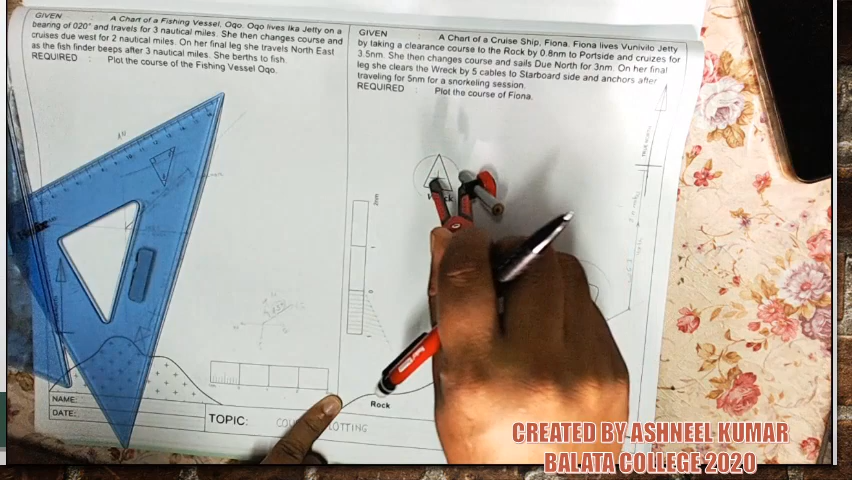 GIVEN : A Chart of a Fishing Vessel, Oqo. Oqo lives Ika Jetty on a
bearing of 020° and travels for 3 nautical miles. She then changes course and
cruises due west for 2 nautical miles. On her final leg she travels North East
as the fish finder beeps after 3 nautical miles. She berths to fish.
REQUIRED : Plot the course of the Fishing Vessel Oqo.
GIVEN : A Chart of a Cruise Ship, Fiona. Fiona lives Vunivilo Jetty
by taking a clearance course to the Rock by 0.8nm to Portside and cruizes for
3.5nm. She then changes course and sails Due North for 3nm. On her final
leg she clears the Wreck by 5 cables to Starboard side and anchors after
traveling for 5nm for a snorkeling session.
REQUIRED : Plot the course of Fiona.
2nm
1
0
Rock
NAME:
DATE:
TOPIC:
CREATED BY ASHNEEL KUMAR
BALATA COLLEGE 2020